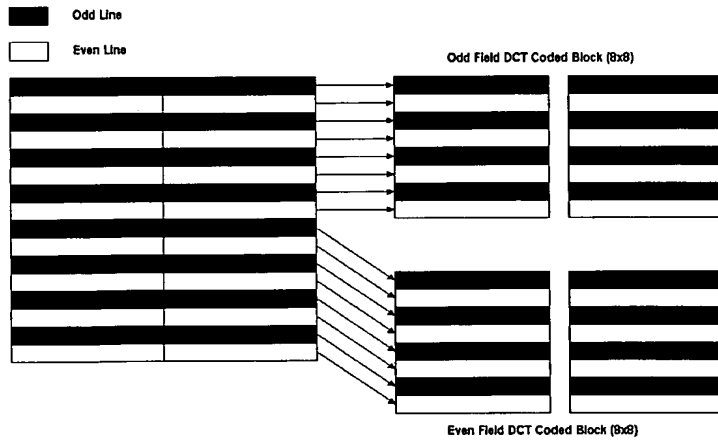 Odd Line
Even Line
Odd Field DCT Coded Block (8x8)
Even Field DCT Coded Block (8x8)